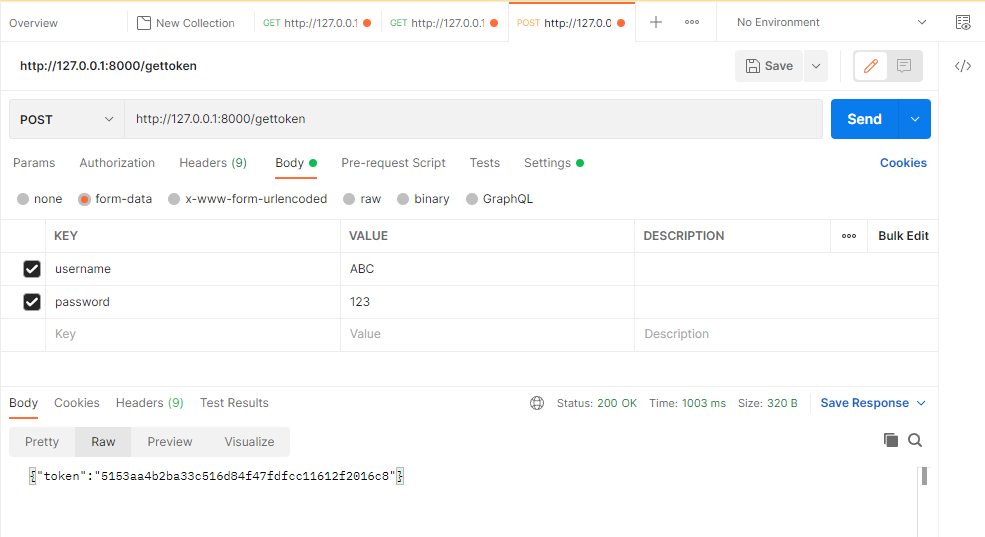 Overview New Collection GET http://127.0.0.1 GET http://127.0.0.1 POST http://127.0.0 No Environment
http://127.0.0.1:8000/gettoken Save
POST http://127.0.0.1:8000/gettoken Send
Params Authorization Headers (9) Body Pre-request Script Tests Settings Cookies
none form-data x-www-form-urlencoded raw binary GraphQL
KEY VALUE DESCRIPTION Bulk Edit
username ABC
password 123
Key Value Description
Body Cookies Headers (9) Test Results Status: 200 OK Time: 1003 ms Size: 320 B Save Response
Pretty Raw Preview Visualize
{"token":"5153aa4b2ba33c516d84f47fdfcc11612f2016c8"}